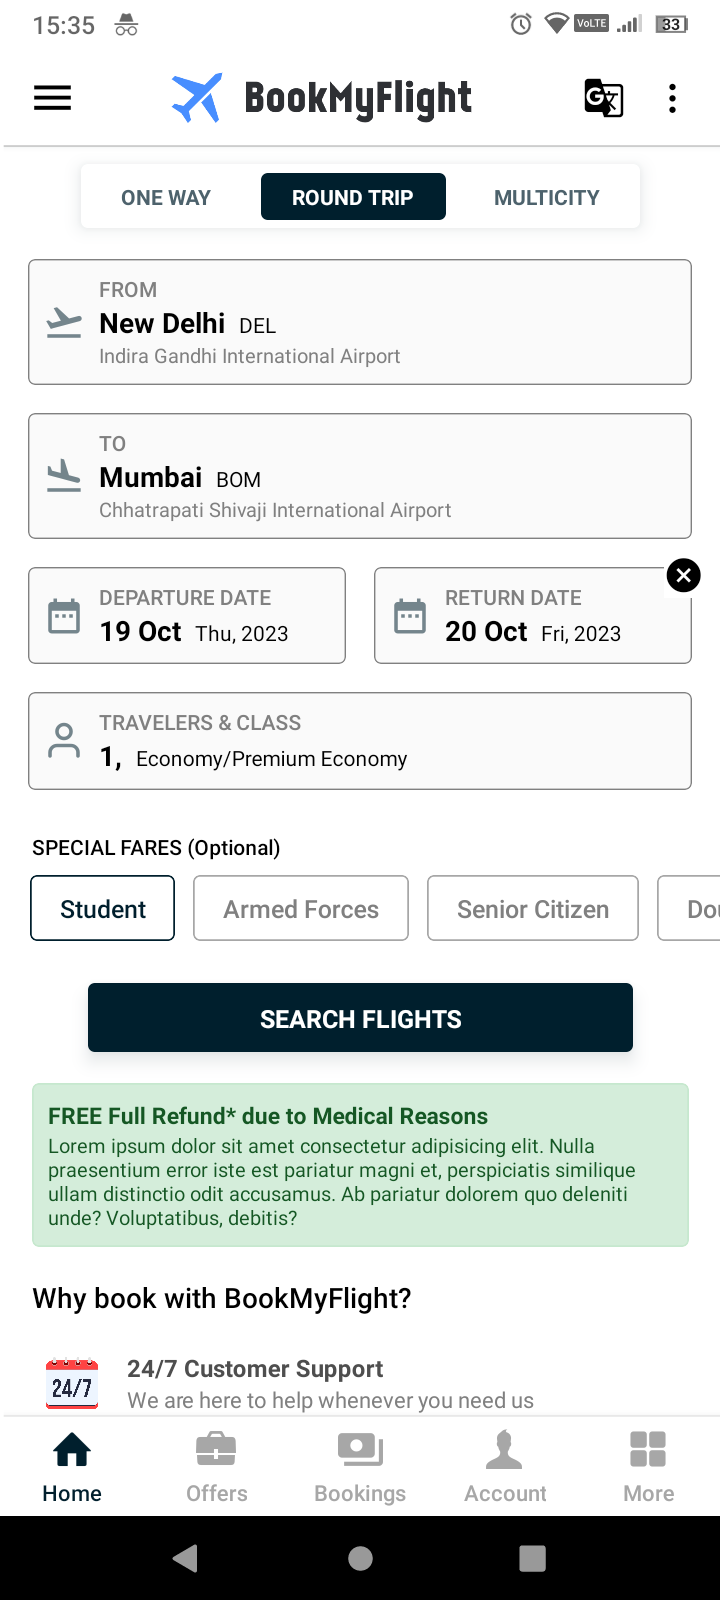 15:35
VoLTE
33
BookMyFlight
G 文
ONE WAY ROUND TRIP MULTICITY
FROM
New Delhi DEL
Indira Gandhi International Airport
TO
Mumbai BOM
Chhatrapati Shivaji International Airport
DEPARTURE DATE
19 Oct Thu, 2023
RETURN DATE
20 Oct Fri, 2023
TRAVELERS & CLASS
1, Economy/Premium Economy
SPECIAL FARES (Optional)
Student Armed Forces Senior Citizen
SEARCH FLIGHTS
FREE Full Refund* due to Medical Reasons
Lorem ipsum dolor sit amet consectetur adipisicing elit. Nulla
praesentium error iste est pariatur magni et, perspiciatis similique
ullam distinctio odit accusamus. Ab pariatur dolorem quo deleniti
unde? Voluptatibus, debitis?
Why book with BookMyFlight?
24/7
24/7 Customer Support
We are here to help whenever you need us
Home Offers Bookings Account More